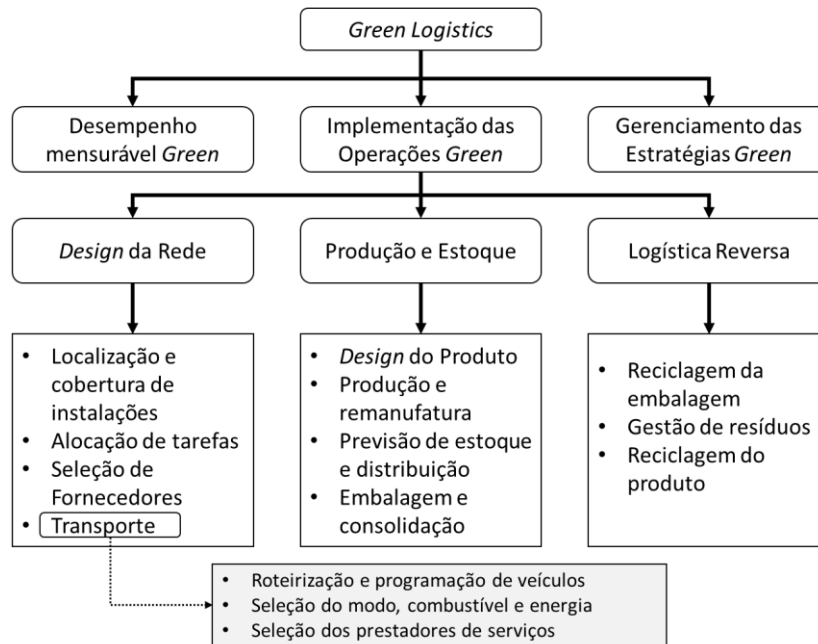 Green Logistics
Desempenho
mensurável Green
Implementação das
Operações Green
Gerenciamento das
Estratégias Green
Design da Rede
Produção e Estoque
Logística Reversa
• Localização e
cobertura de
instalações
• Alocação de tarefas
• Seleção de
Fornecedores
• Transporte
• Design do Produto
• Produção e
remanufatura
• Previsão de estoque
e distribuição
• Embalagem e
consolidação
• Reciclagem da
embalagem
• Gestão de resíduos
• Reciclagem do
produto
• Roteirização e programação de veículos
• Seleção do modo, combustível e energia
• Seleção dos prestadores de serviços